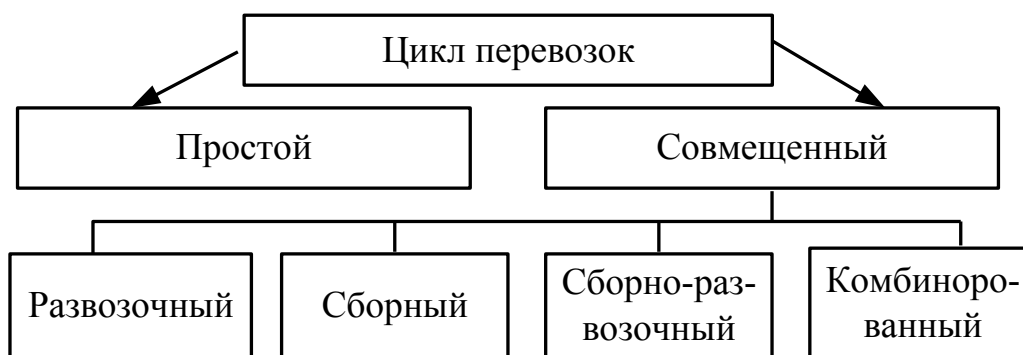 Цикл перевозок
Простой
Совмещенный
Развозочный
Сборный
Сборно-раз-
возочный
Комбиноро-
ванный